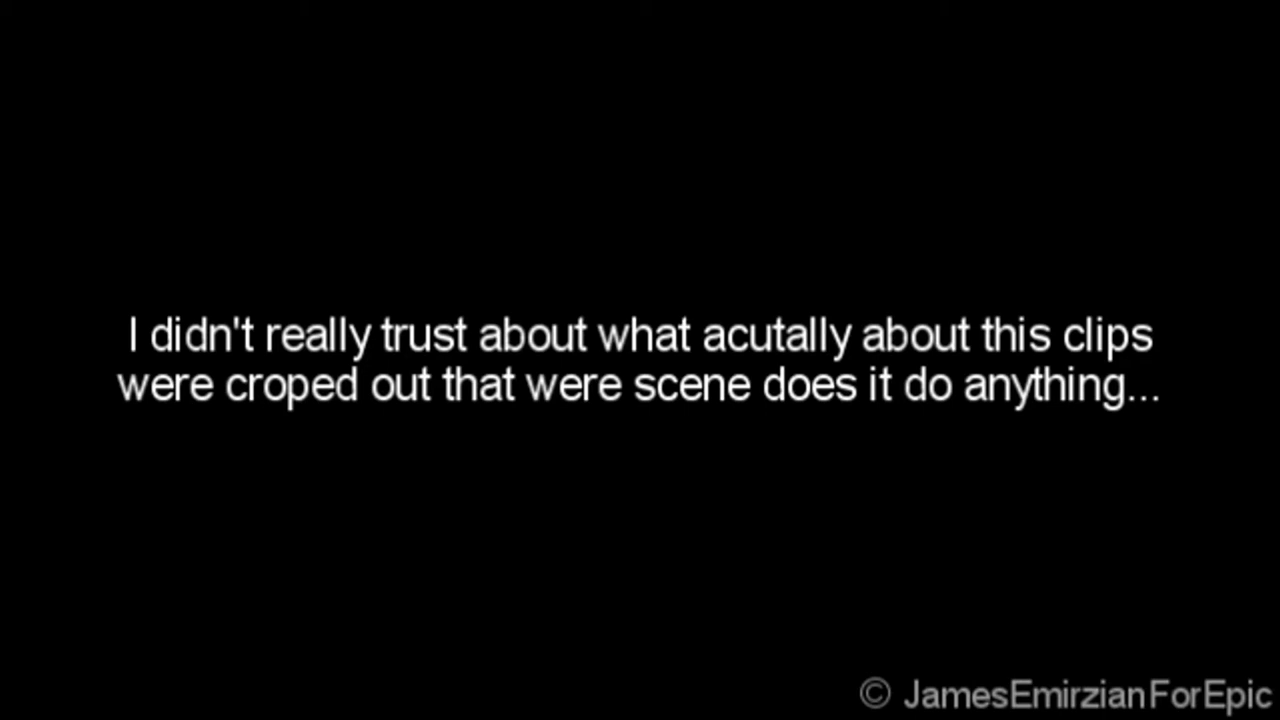 I didn't really trust about what acutally about this clips
were croped out that were scene does it do anything...
© JamesEmirzianForEpic